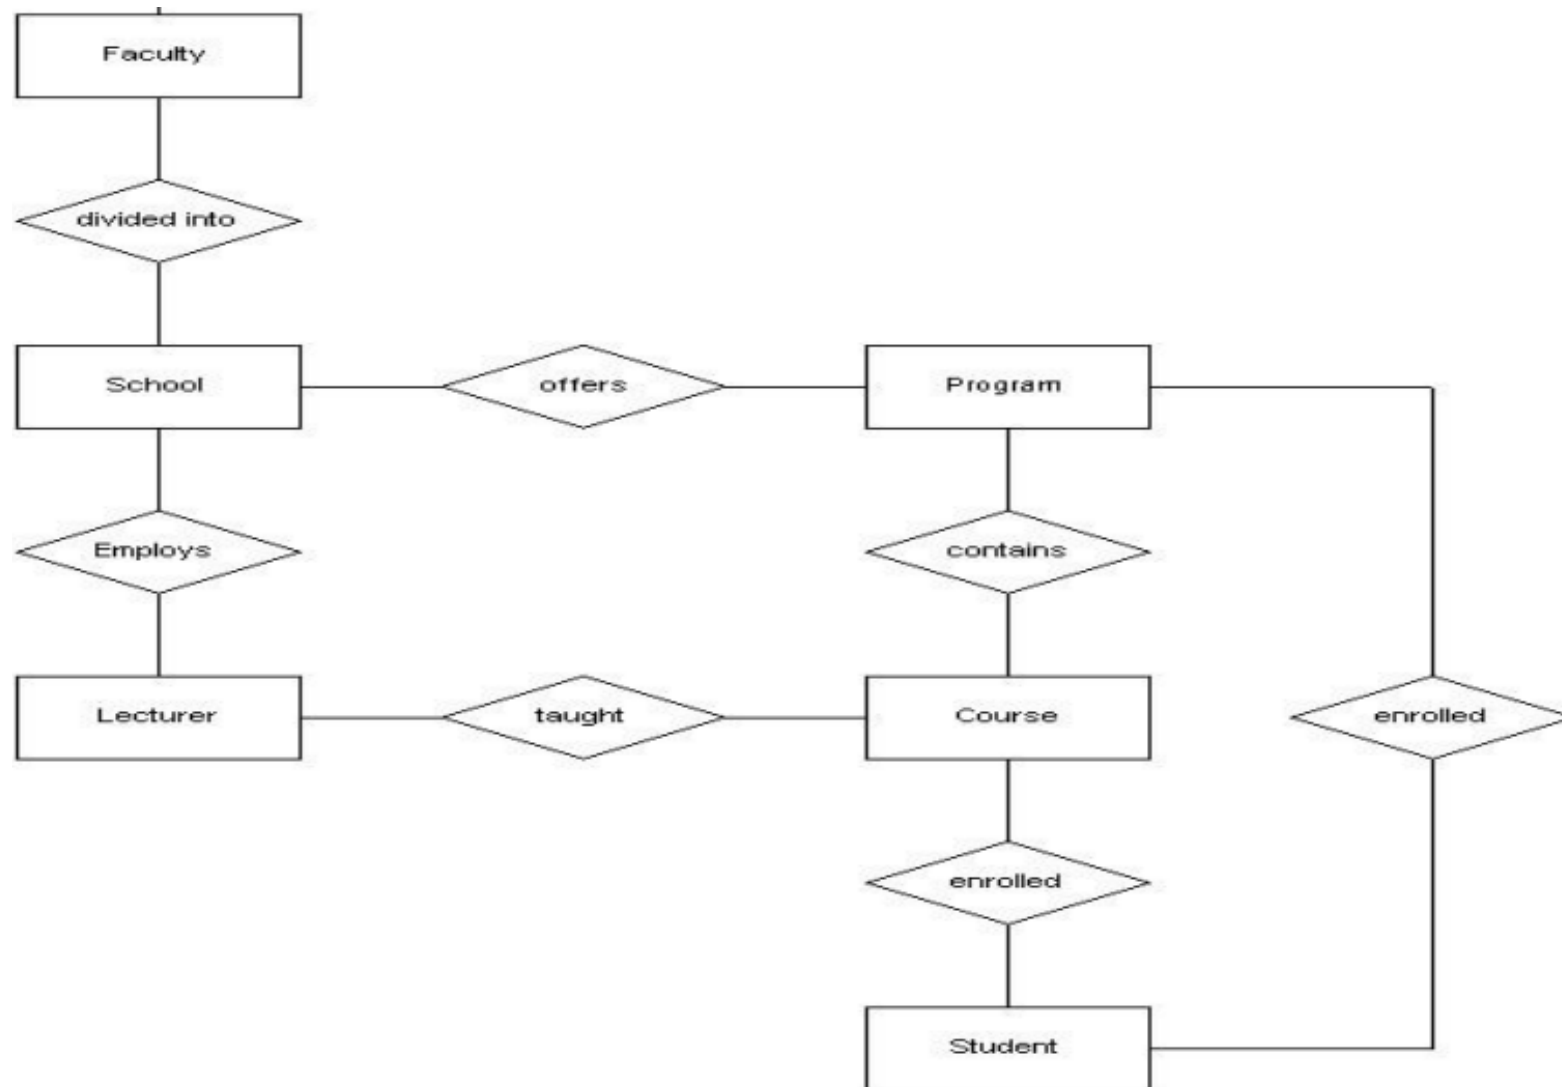 Faculty
divided into
School
offers
Program
Employs
contains
Lecturer
taught
Course
enrolled
enrolled
Student